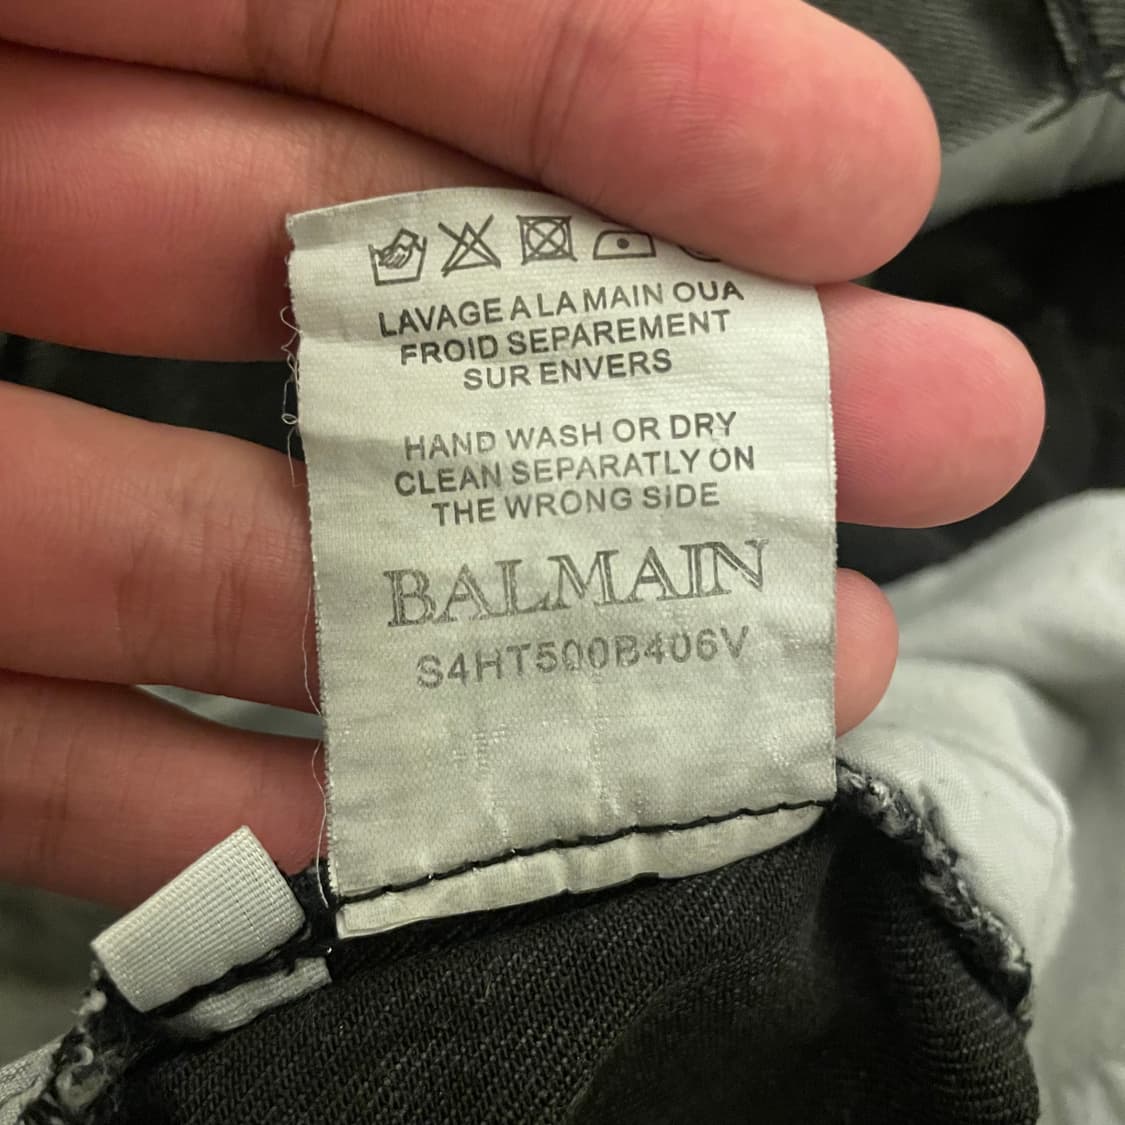 LAVAGE A LA MAIN OUA
FROID SEPAREMENT
SUR ENVERS
HAND WASH OR DRY
CLEAN SEPARATLY ON
THE WRONG SIDE
BALMAIN
S4HT500B406V